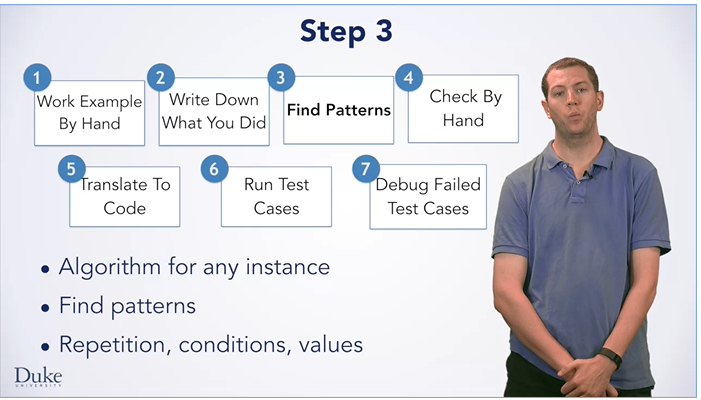 Step 3
1
Work Example
By Hand
2
Write Down
What You Did
3
Find Patterns
4
Check By
Hand
5
Translate To
Code
6
Run Test
Cases
7
Debug Failed
Test Cases
• Algorithm for any instance
• Find patterns
• Repetition, conditions, values
Duke
UNIVERSITY